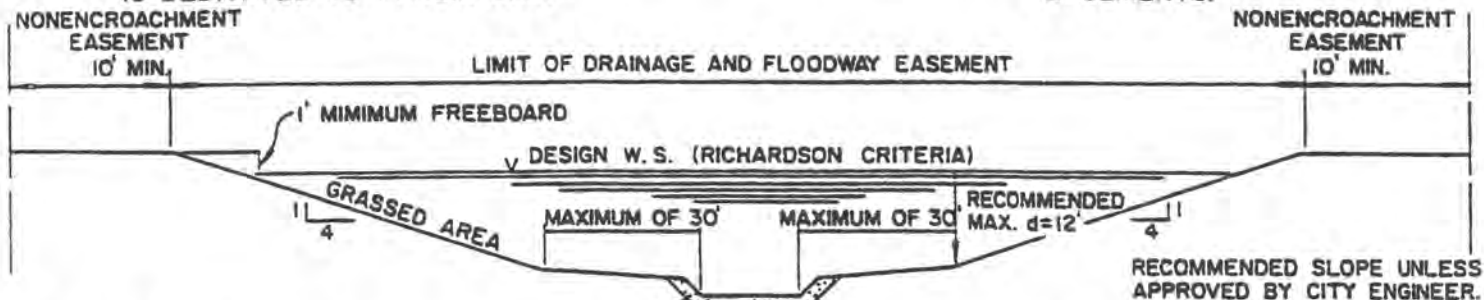 NONENCROACHMENT
EASEMENT
10' MIN.
LIMIT OF DRAINAGE AND FLOODWAY EASEMENT
NONENCROACHMENT
EASEMENT
10' MIN.
1' MIMIMUM FREEBOARD
DESIGN W. S. (RICHARDSON CRITERIA)
GRASSED AREA
1
4
MAXIMUM OF 30'
MAXIMUM OF 30'
RECOMMENDED
MAX. d=12'
1
4
RECOMMENDED SLOPE UNLESS
APPROVED BY CITY ENGINEER.